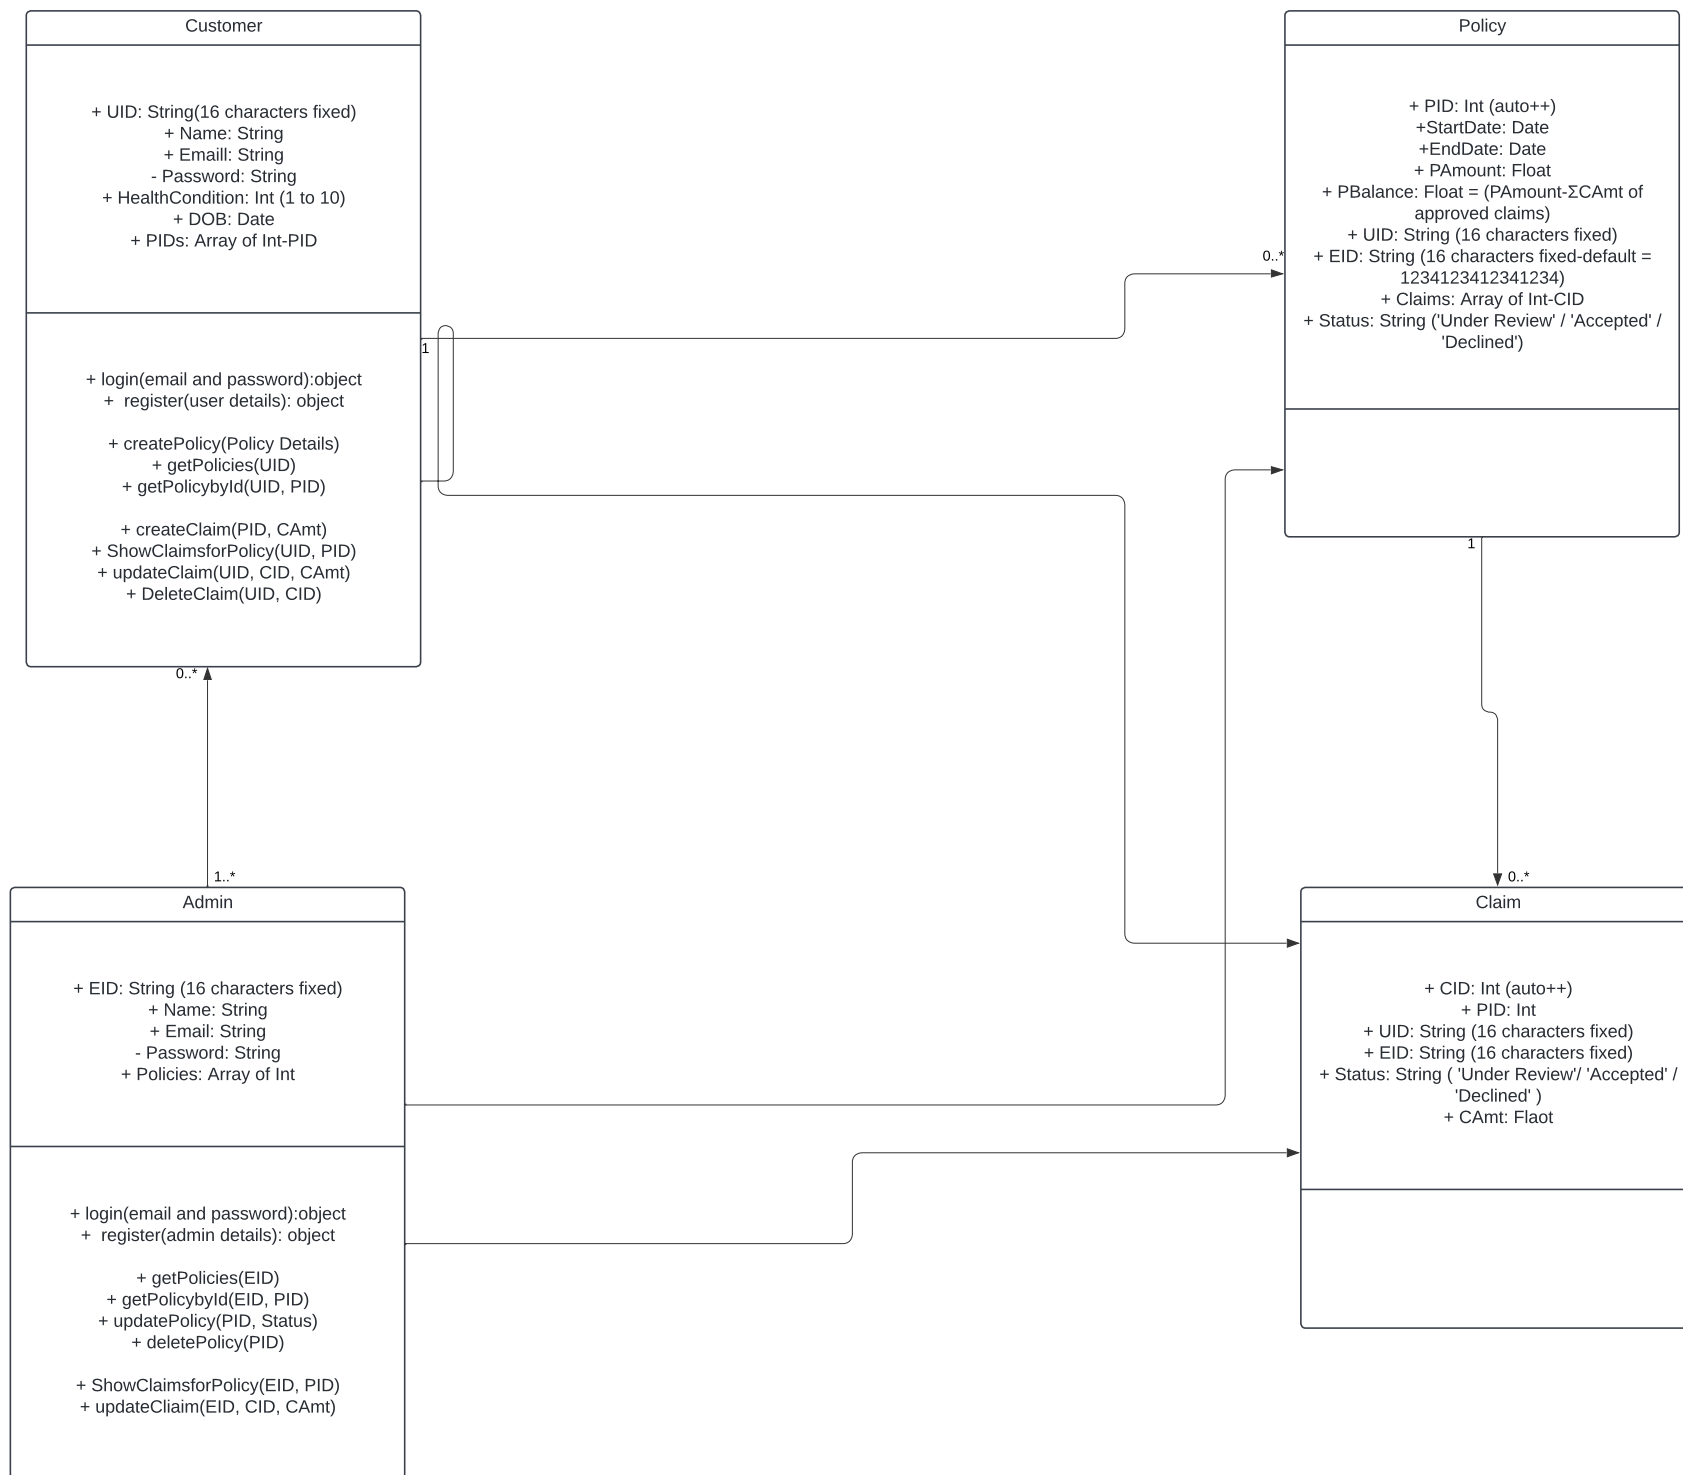 Customer
+ UID: String(16 characters fixed)
+ Name: String
+ Emaill: String
- Password: String
+ HealthCondition: Int (1 to 10)
+ DOB: Date
+ PIDs: Array of Int-PID
+ login(email and password):object
+  register(user details): object
+ createPolicy(Policy Details)
+ getPolicies(UID)
+ getPolicybyId(UID, PID)
+ createClaim(PID, CAmt)
+ ShowClaimsforPolicy(UID, PID)
+ updateClaim(UID, CID, CAmt)
+ DeleteClaim(UID, CID)
1
0..*
Policy
+ PID: Int (auto++)
+StartDate: Date
+EndDate: Date
+ PAmount: Float
+ PBalance: Float = (PAmount-ΣCAmt of
approved claims)
+ UID: String (16 characters fixed)
+ EID: String (16 characters fixed-default =
1234123412341234)
+ Claims: Array of Int-CID
+ Status: String ('Under Review' / 'Accepted' /
'Declined')
1
0..*
0..*
1..*
Admin
+ EID: String (16 characters fixed)
+ Name: String
+ Email: String
- Password: String
+ Policies: Array of Int
+ login(email and password):object
+  register(admin details): object
+ getPolicies(EID)
+ getPolicybyId(EID, PID)
+ updatePolicy(PID, Status)
+ deletePolicy(PID)
+ ShowClaimsforPolicy(EID, PID)
+ updateCliaim(EID, CID, CAmt)
Claim
+ CID: Int (auto++)
+ PID: Int
+ UID: String (16 characters fixed)
+ EID: String (16 characters fixed)
+ Status: String ( 'Under Review'/ 'Accepted' /
'Declined' )
+ CAmt: Flaot